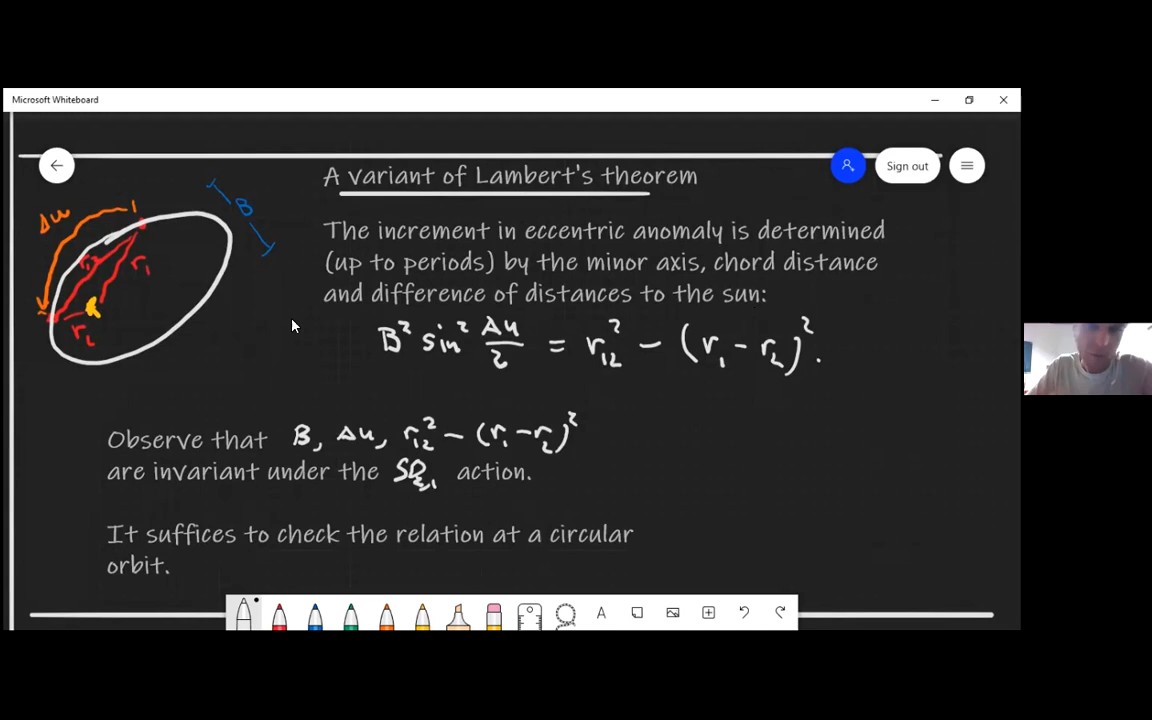 Microsoft Whiteboard
Sign out
A variant of Lambert's theorem
Δu
B
r₁₂
r₁
r₂
The increment in eccentric anomaly is determined
(up to periods) by the minor axis, chord distance
and difference of distances to the sun:
B² sin² Δu/2 = r₁₂² − (r₁ − r₂)².
Observe that B, Δu, r₁₂² − (r₁ − r₂)²
are invariant under the SO₂,₁ action.
It suffices to check the relation at a circular
orbit.
A